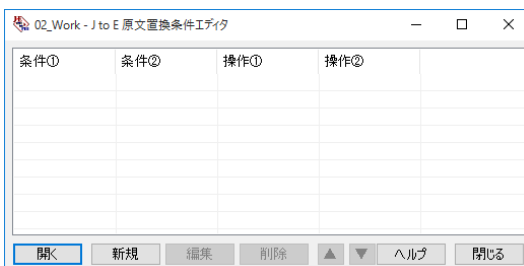 02_Work - J to E 原文置換条件エディタ
条件① 条件② 操作① 操作②
開く 新規 編集 削除 ▲ ▼ ヘルプ 閉じる